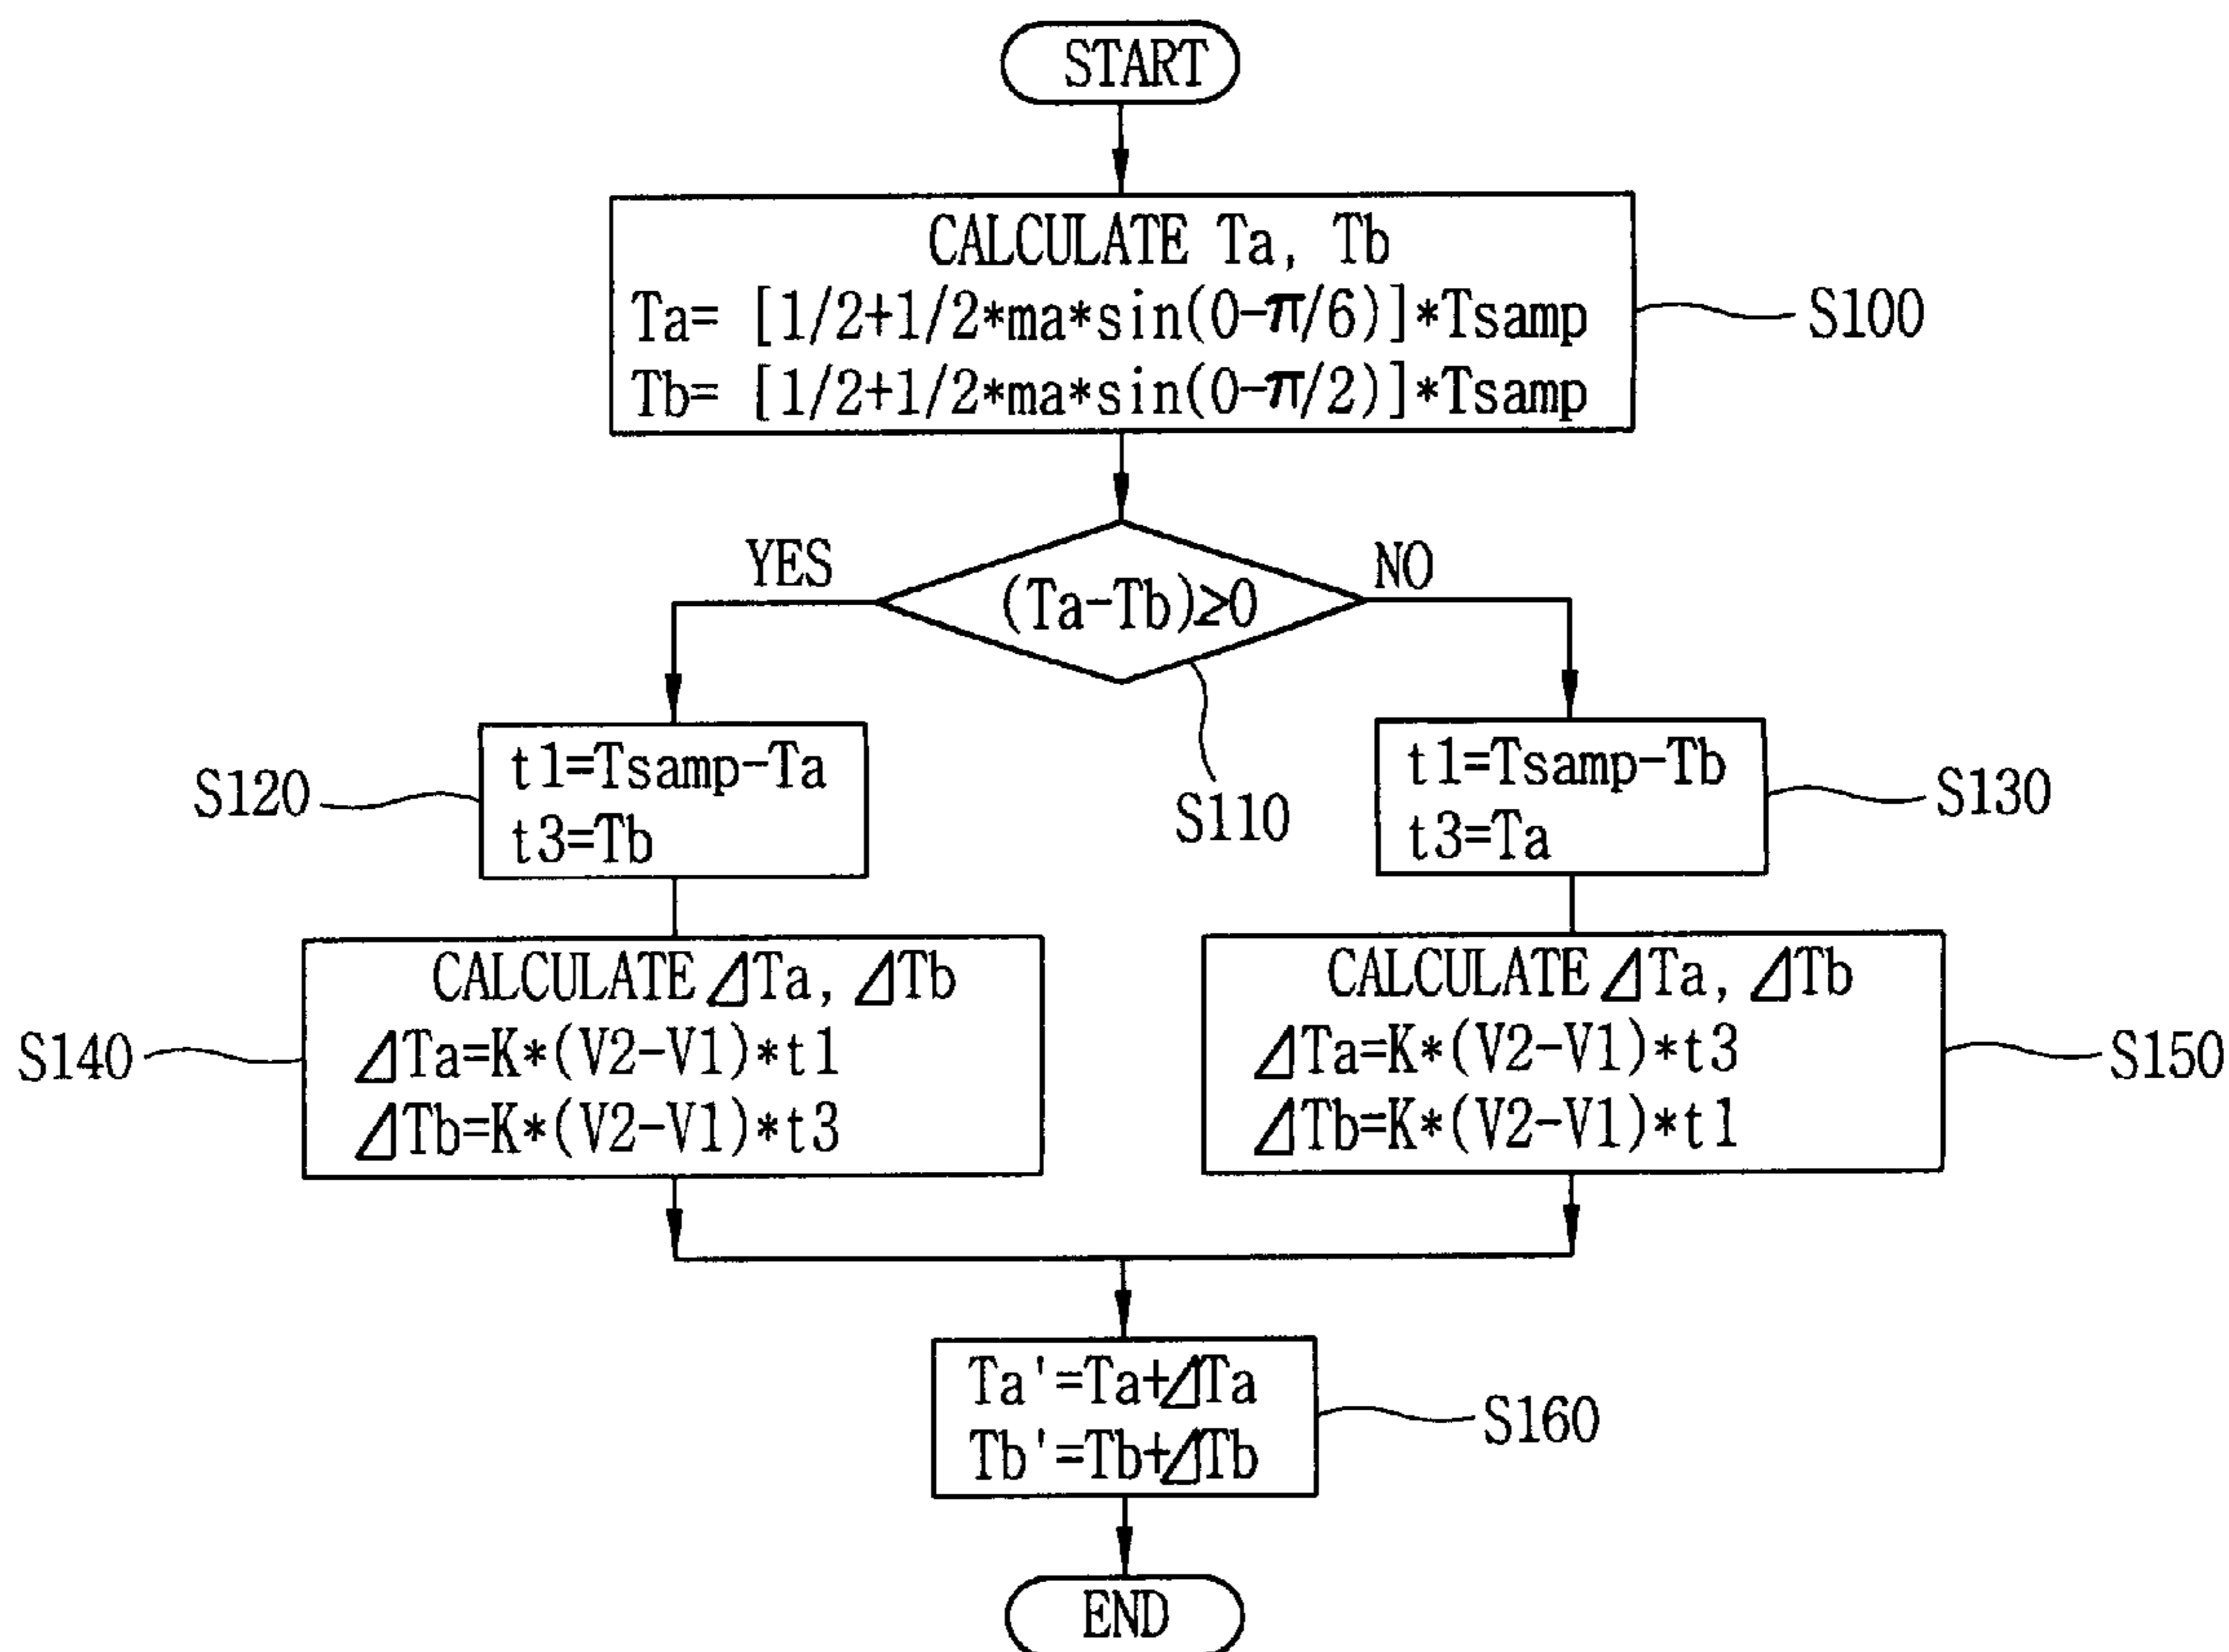 START
CALCULATE Ta, Tb
Ta= [1/2+1/2*ma*sin(0-π/6)]*Tsamp
Tb= [1/2+1/2*ma*sin(0-π/2)]*Tsamp
S100
YES
(Ta-Tb)≥0
NO
S110
t1=Tsamp-Ta
t3=Tb
S120
t1=Tsamp-Tb
t3=Ta
S130
CALCULATE ⊿Ta, ⊿Tb
⊿Ta=K*(V2-V1)*t1
⊿Tb=K*(V2-V1)*t3
S140
CALCULATE ⊿Ta, ⊿Tb
⊿Ta=K*(V2-V1)*t3
⊿Tb=K*(V2-V1)*t1
S150
Ta'=Ta+⊿Ta
Tb'=Tb+⊿Tb
S160
END